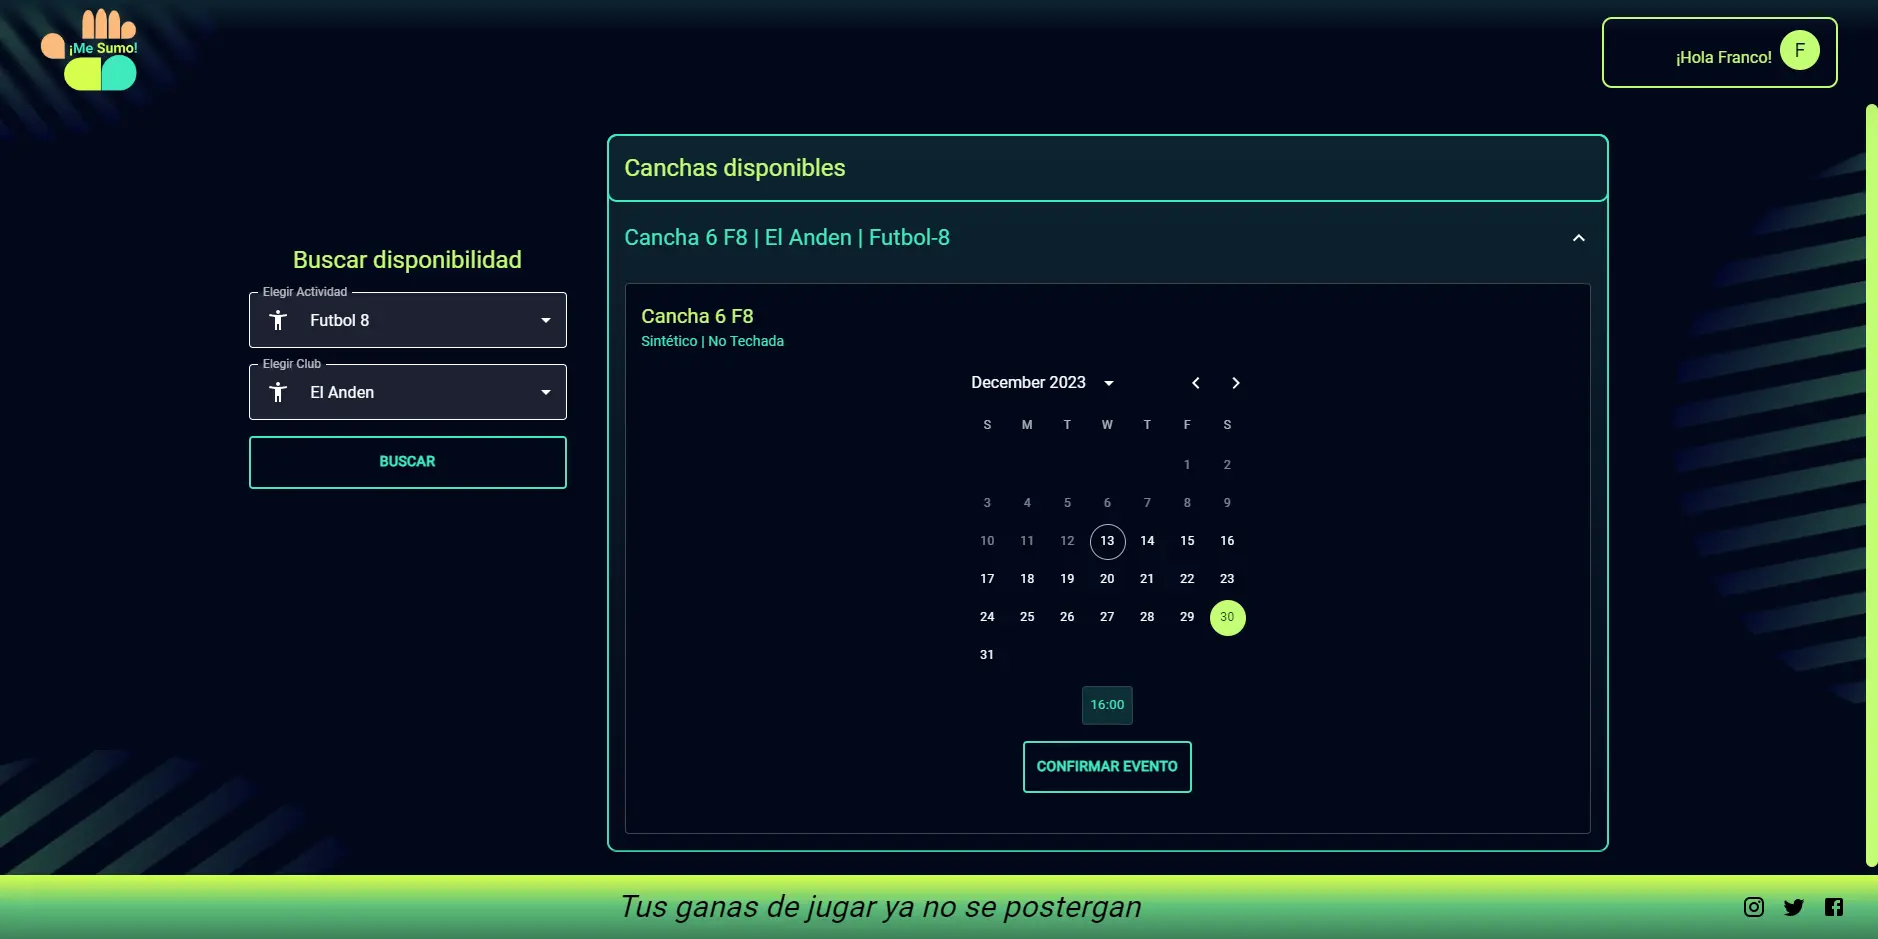 ¡Me Sumo!
¡Hola Franco!
F
Buscar disponibilidad
Elegir Actividad
Futbol 8
Elegir Club
El Anden
BUSCAR
Canchas disponibles
Cancha 6 F8 | El Anden | Futbol-8
Cancha 6 F8
Sintético | No Techada
December 2023
S M T W T F S
1 2
3 4 5 6 7 8 9
10 11 12 13 14 15 16
17 18 19 20 21 22 23
24 25 26 27 28 29 30
31
16:00
CONFIRMAR EVENTO
Tus ganas de jugar ya no se postergan